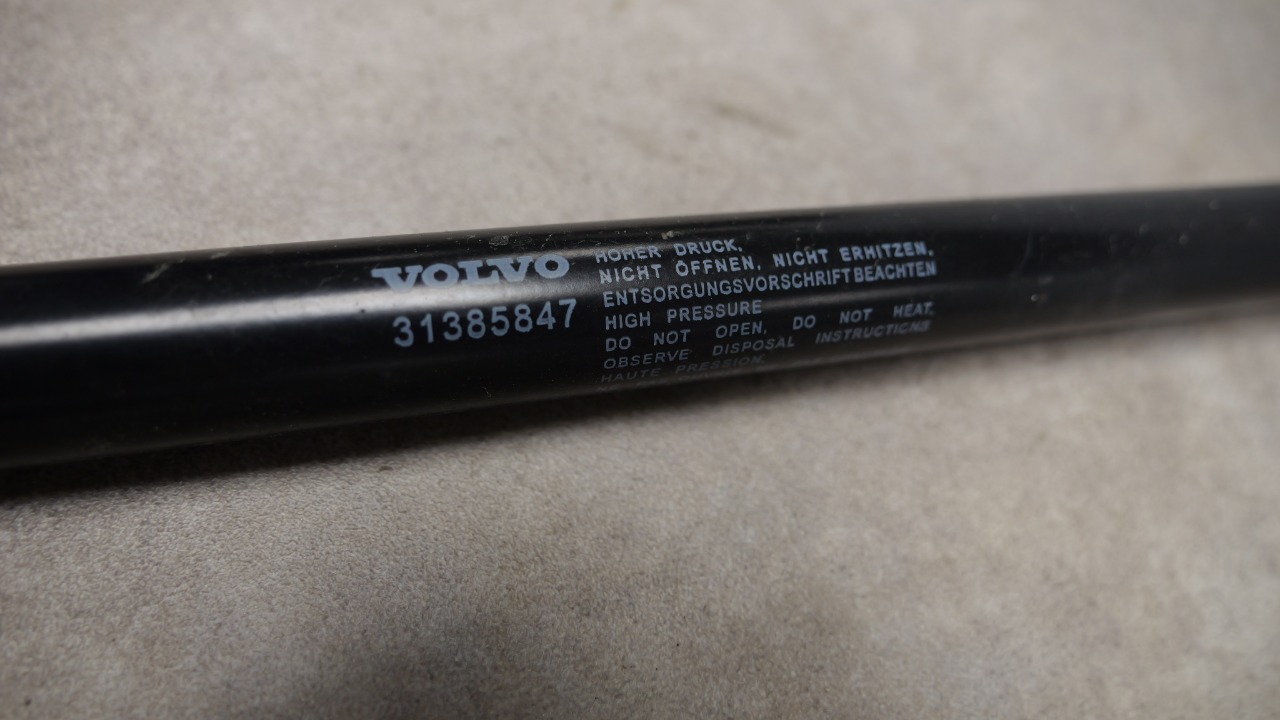 VOLVO
31385847
HOHER DRUCK.
NICHT ÖFFNEN, NICHT ERHITZEN.
ENTSORGUNGSVORSCHRIFT BEACHTEN
HIGH PRESSURE
DO NOT OPEN, DO NOT HEAT.
OBSERVE DISPOSAL INSTRUCTIONS
HAUTE PRESSION.